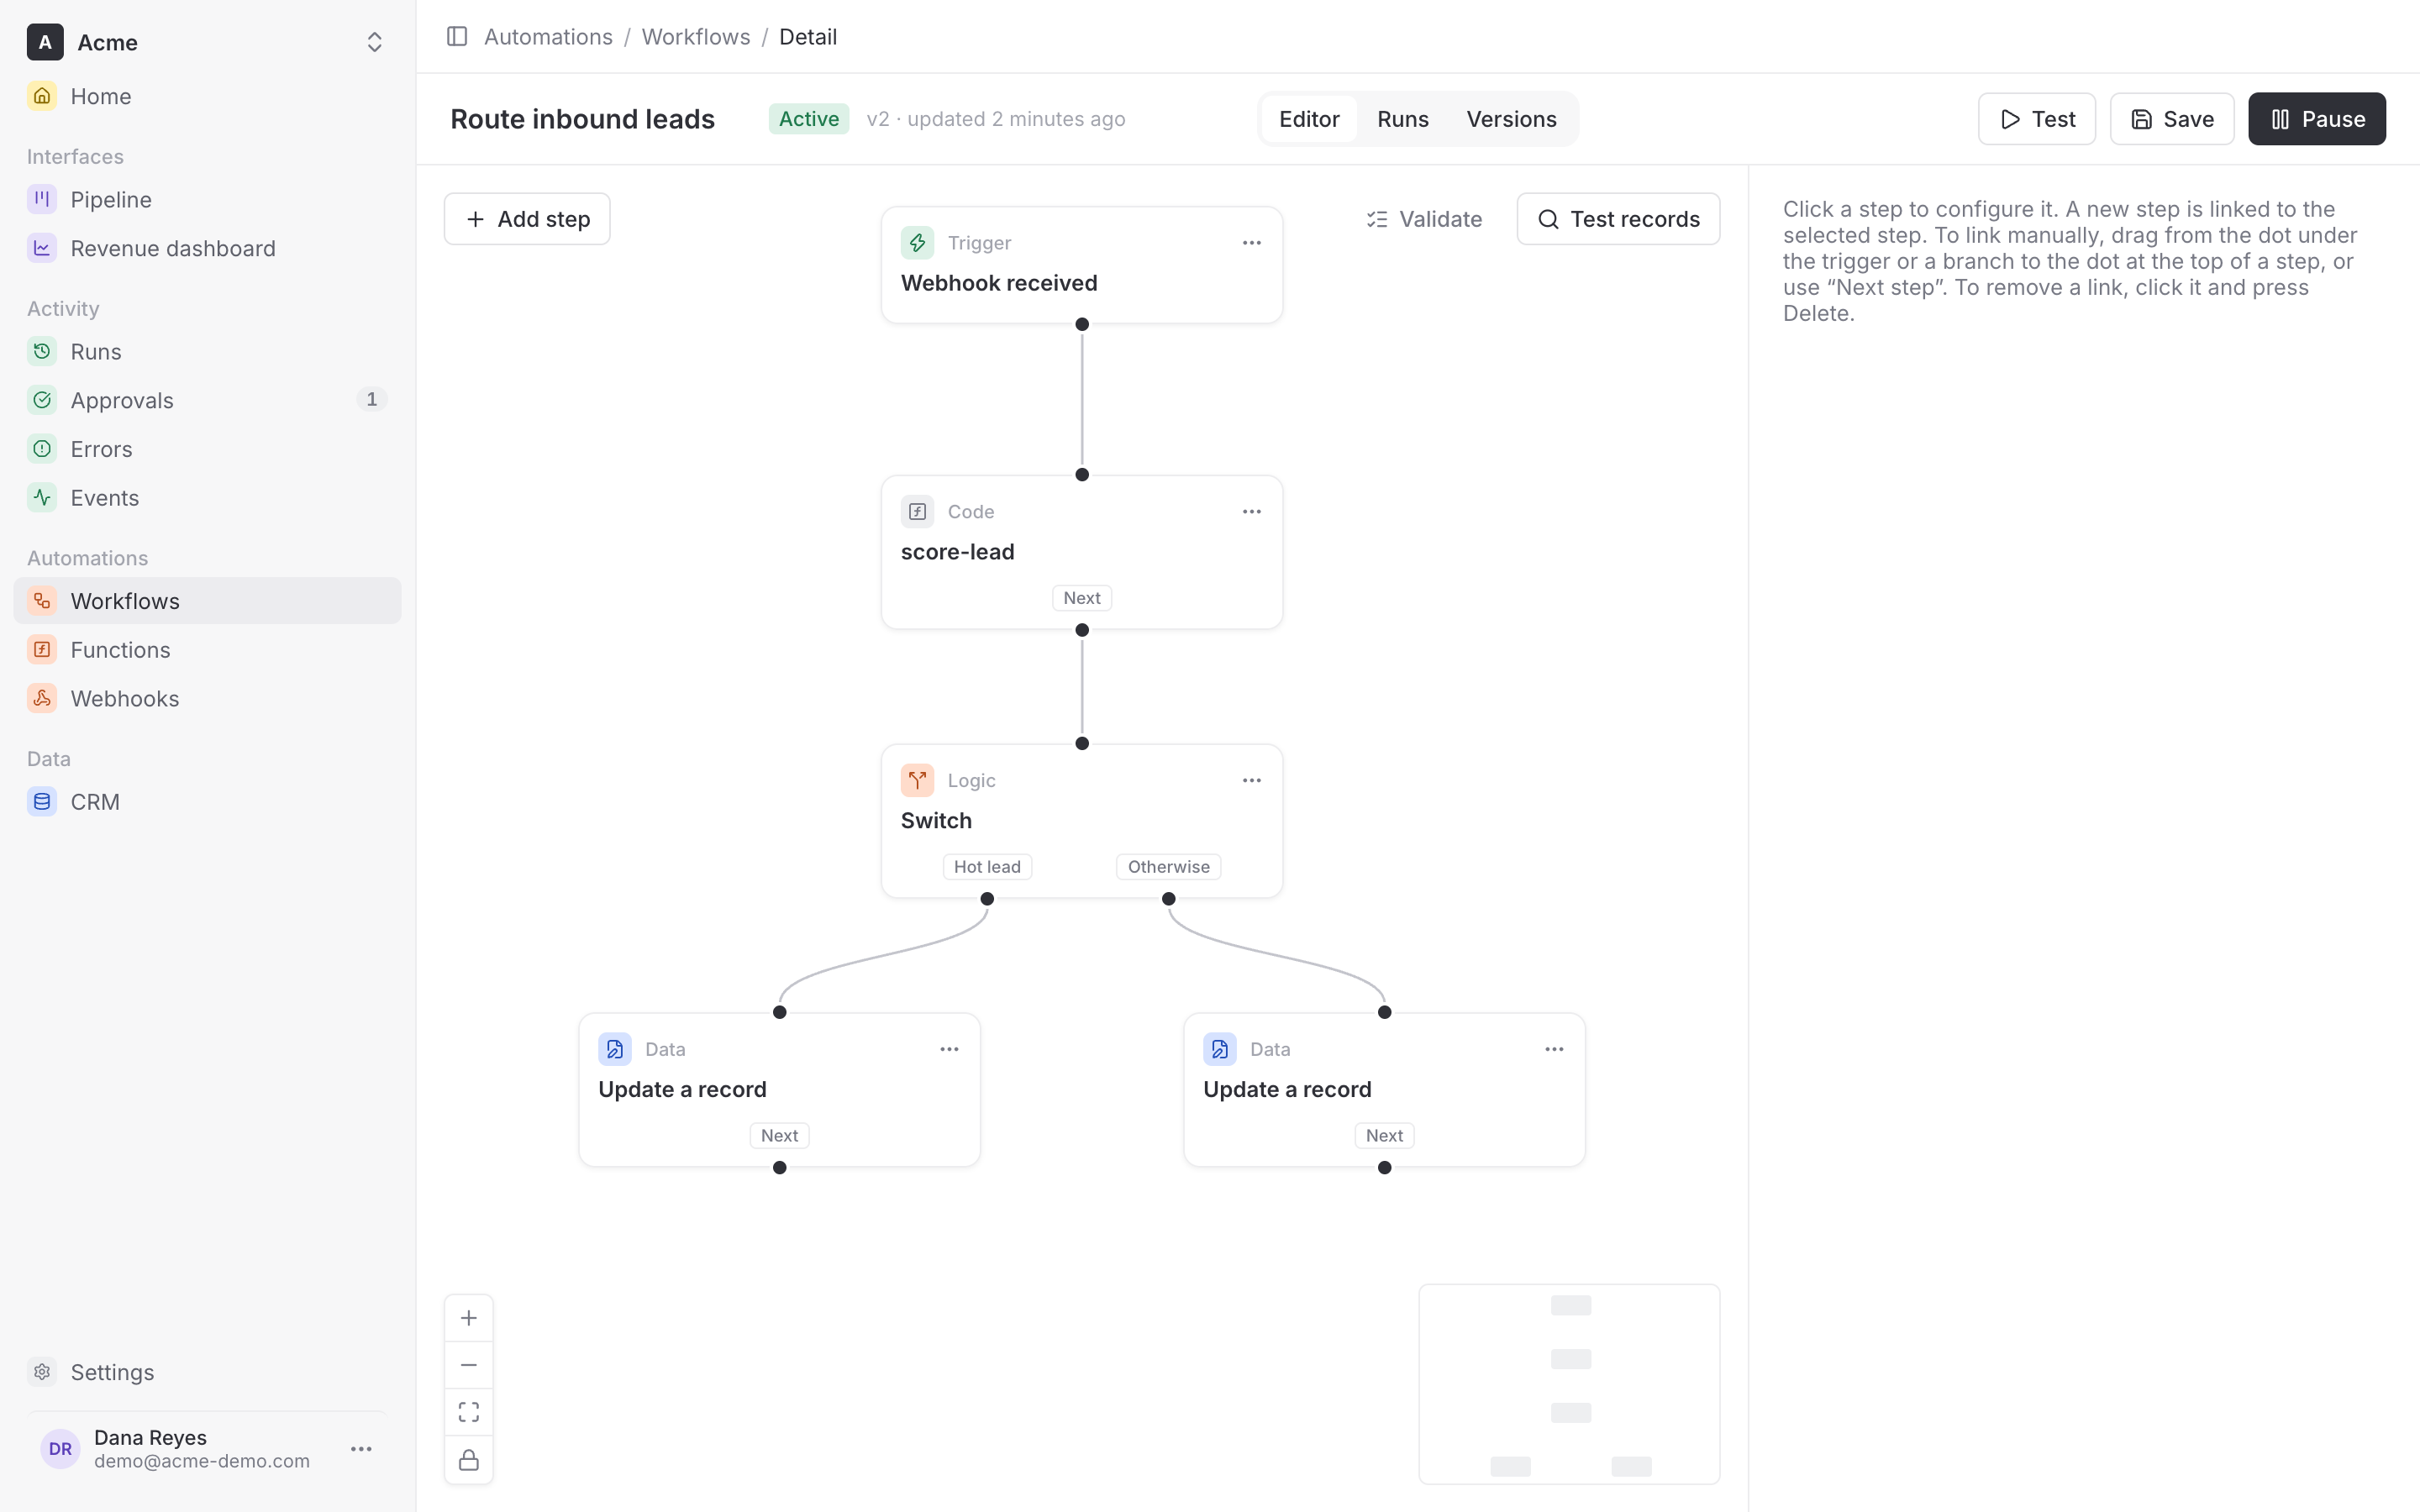 A Acme
Home
Interfaces
Pipeline
Revenue dashboard
Activity
Runs
Approvals 1
Errors
Events
Automations
Workflows
Functions
Webhooks
Data
CRM
Settings
DR Dana Reyes
demo@acme-demo.com
Automations / Workflows / Detail
Route inbound leads Active v2 · updated 2 minutes ago Editor Runs Versions Test Save Pause
Add step
Validate
Test records
Trigger
Webhook received
Code
score-lead
Next
Logic
Switch
Hot lead Otherwise
Data
Update a record
Next
Data
Update a record
Next
Click a step to configure it. A new step is linked to the
selected step. To link manually, drag from the dot under
the trigger or a branch to the dot at the top of a step, or
use “Next step”. To remove a link, click it and press
Delete.